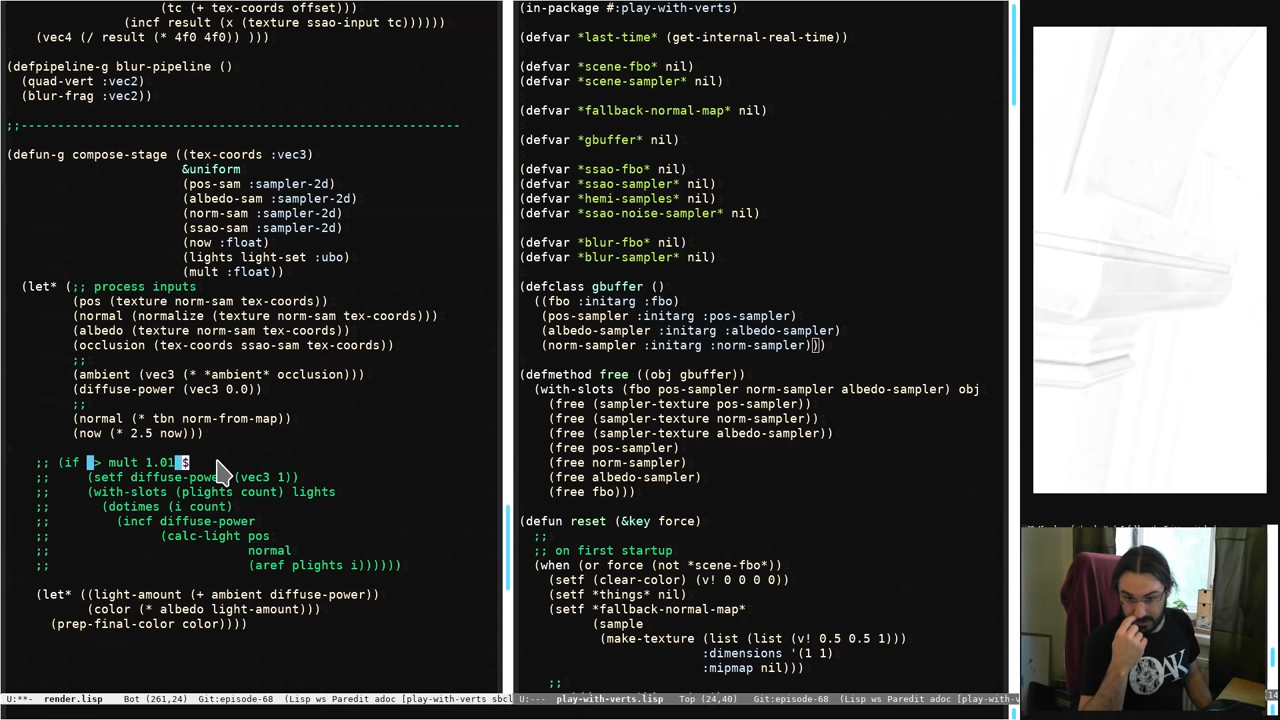 (tc (+ tex-coords offset)))
(incf result (x (texture ssao-input tc))))))
(vec4 (/ result (* 4f0 4f0)) )))
(defpipeline-g blur-pipeline ()
(quad-vert :vec2)
(blur-frag :vec2))
;;------------------------------------------------------------
(defun-g compose-stage ((tex-coords :vec3)
&uniform
(pos-sam :sampler-2d)
(albedo-sam :sampler-2d)
(norm-sam :sampler-2d)
(ssao-sam :sampler-2d)
(now :float)
(lights light-set :ubo)
(mult :float))
(let* (;; process inputs
(pos (texture norm-sam tex-coords))
(normal (normalize (texture norm-sam tex-coords)))
(albedo (texture norm-sam tex-coords))
(occlusion (tex-coords ssao-sam tex-coords))
;;
(ambient (vec3 (* *ambient* occlusion)))
(diffuse-power (vec3 0.0))
;;
(normal (* tbn norm-from-map))
(now (* 2.5 now)))
;; (if (> mult 1.01)$
;; (setf diffuse-power (vec3 1))
;; (with-slots (plights count) lights
;; (dotimes (i count)
;; (incf diffuse-power
;; (calc-light pos
;; normal
;; (aref plights i))))))
(let* ((light-amount (+ ambient diffuse-power))
(color (* albedo light-amount)))
(prep-final-color color))))
U:**- render.lisp Bot (261,24) Git:episode-68 (Lisp ws Paredit adoc [play-with-verts sbcl
(in-package #:play-with-verts)
(defvar *last-time* (get-internal-real-time))
(defvar *scene-fbo* nil)
(defvar *scene-sampler* nil)
(defvar *fallback-normal-map* nil)
(defvar *gbuffer* nil)
(defvar *ssao-fbo* nil)
(defvar *ssao-sampler* nil)
(defvar *hemi-samples* nil)
(defvar *ssao-noise-sampler* nil)
(defvar *blur-fbo* nil)
(defvar *blur-sampler* nil)
(defclass gbuffer ()
((fbo :initarg :fbo)
(pos-sampler :initarg :pos-sampler)
(albedo-sampler :initarg :albedo-sampler)
(norm-sampler :initarg :norm-sampler)))
(defmethod free ((obj gbuffer))
(with-slots (fbo pos-sampler norm-sampler albedo-sampler) obj
(free (sampler-texture pos-sampler))
(free (sampler-texture norm-sampler))
(free (sampler-texture albedo-sampler))
(free pos-sampler)
(free norm-sampler)
(free albedo-sampler)
(free fbo)))
(defun reset (&key force)
;;
;; on first startup
(when (or force (not *scene-fbo*))
(setf (clear-color) (v! 0 0 0 0))
(setf *things* nil)
(setf *fallback-normal-map*
(sample
(make-texture (list (list (v! 0.5 0.5 1)))
:dimensions '(1 1)
:mipmap nil)))
;;
U:--- play-with-verts.lisp Top (24,40) Git:episode-68 (Lisp ws Paredit adoc [play-with-v
OAK
14